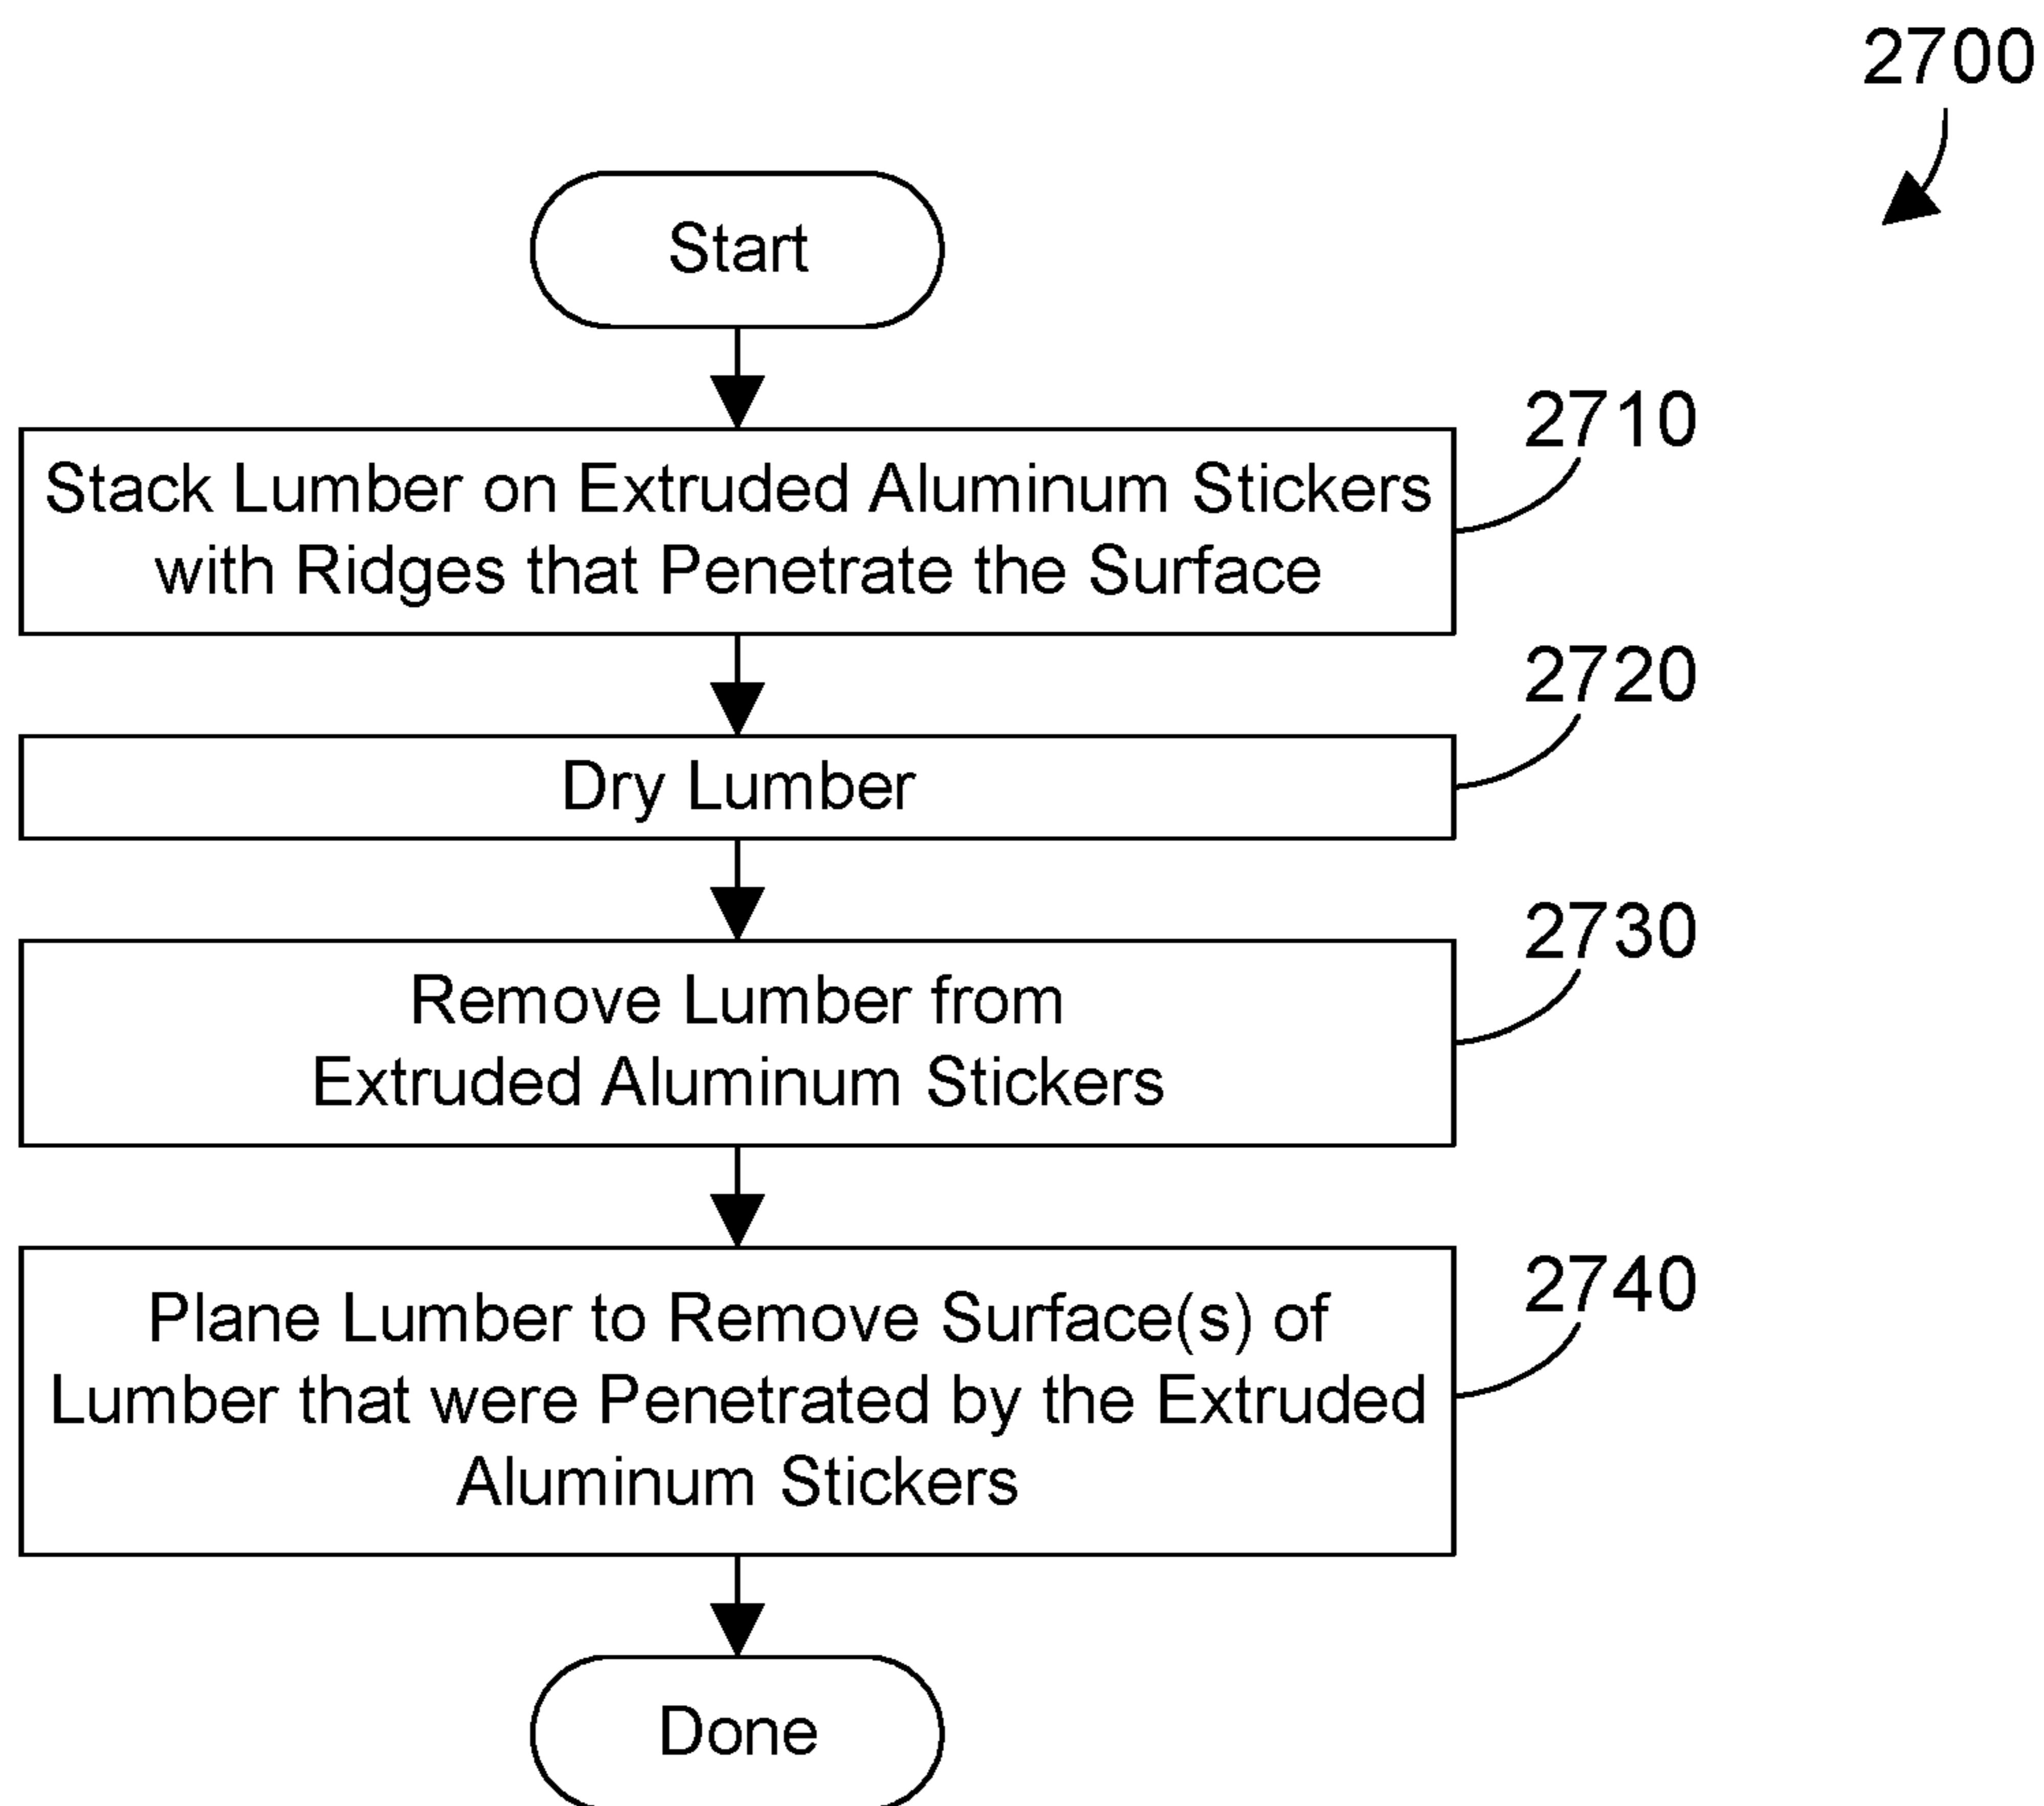 2700
Start
2710
Stack Lumber on Extruded Aluminum Stickers
with Ridges that Penetrate the Surface
2720
Dry Lumber
2730
Remove Lumber from
Extruded Aluminum Stickers
2740
Plane Lumber to Remove Surface(s) of
Lumber that were Penetrated by the Extruded
Aluminum Stickers
Done